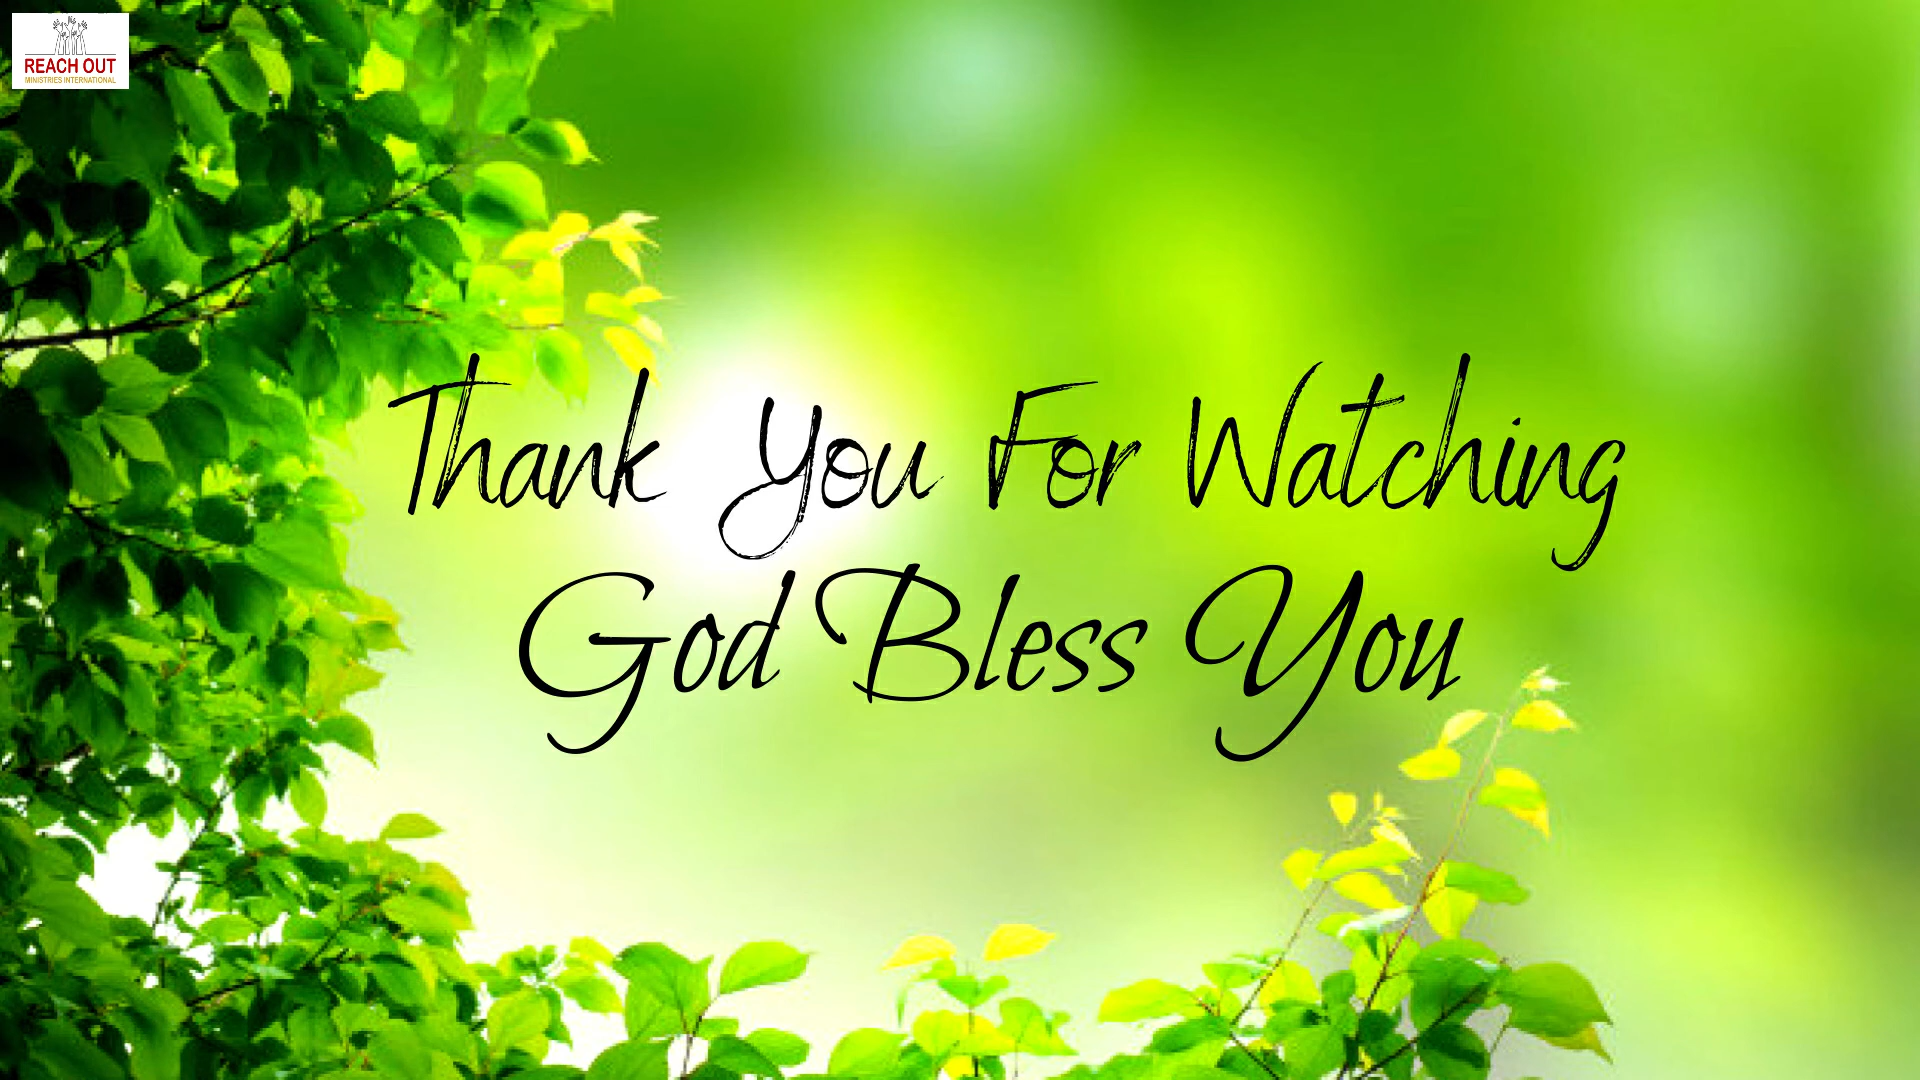 REACH OUT
MINISTRIES INTERNATIONAL
Thank You For Watching
God Bless You